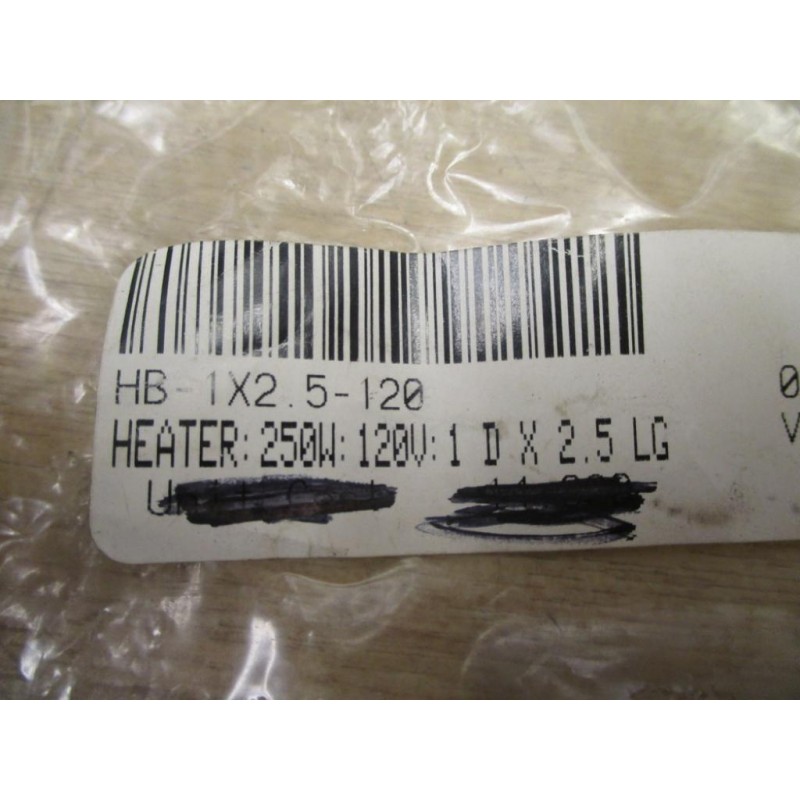 HB-1X2.5-120
HEATER: 250W: 120V: 1 D X 2.5 LG